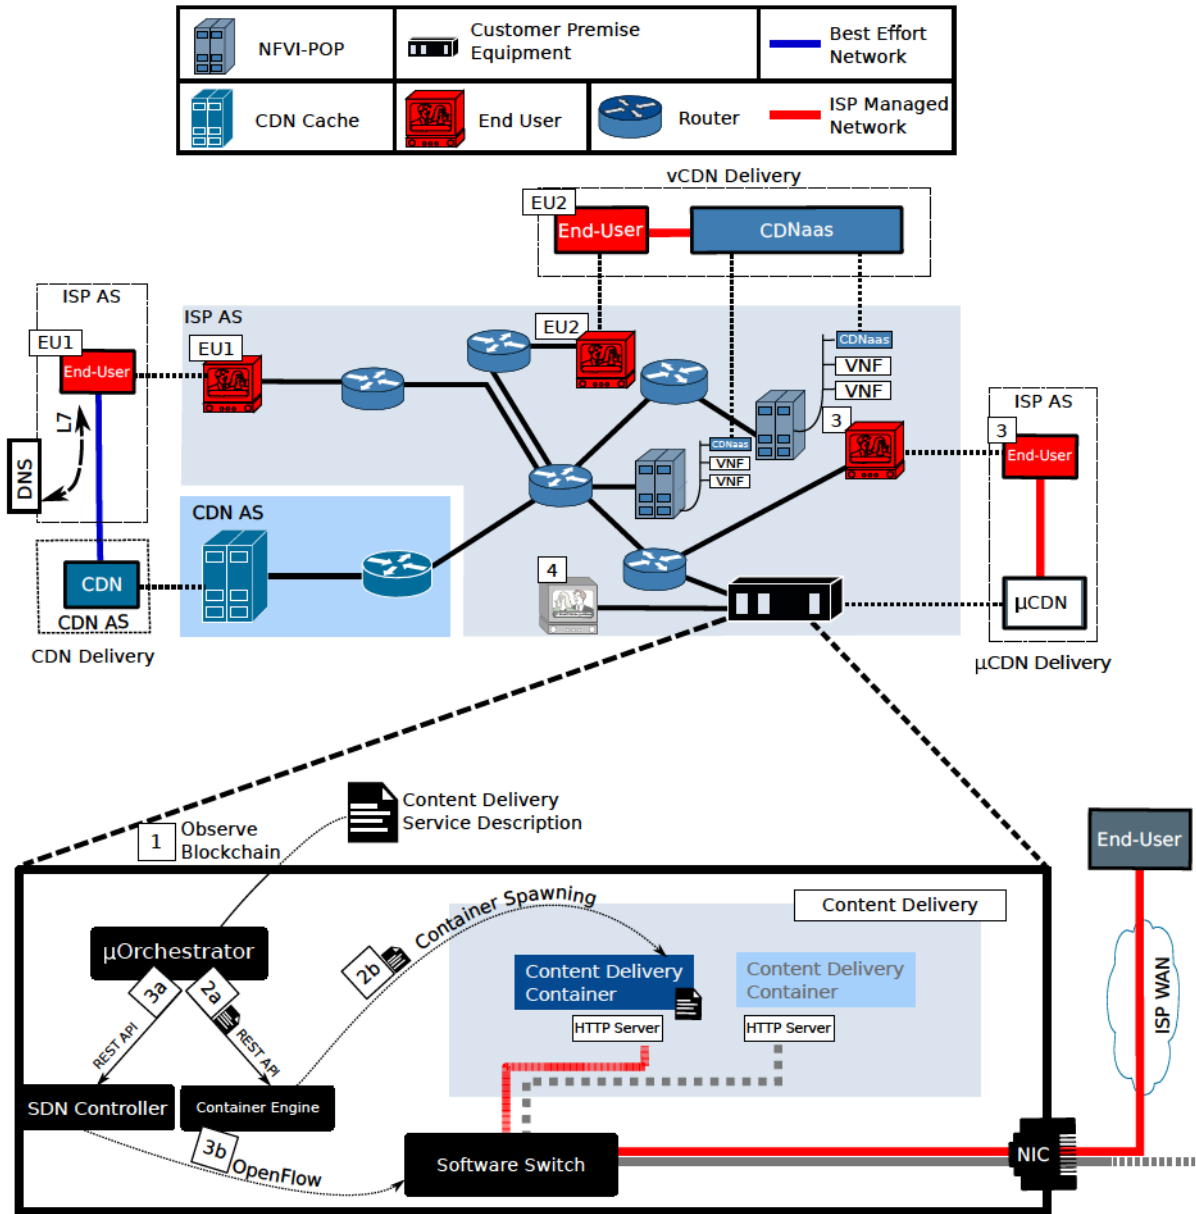 NFVI-POP
Customer Premise
Equipment
Best Effort
Network
CDN Cache
End User
Router
ISP Managed
Network
vCDN Delivery
EU2
End-User
CDNaas
ISP AS
EU1
End-User
L7
DNS
CDN
CDN AS
CDN Delivery
ISP AS
EU1
EU2
CDNaas
VNF
VNF
3
CDNaas
VNF
VNF
CDN AS
4
ISP AS
3
End-User
µCDN
µCDN Delivery
Content Delivery
Service Description
1
Observe
Blockchain
µOrchestrator
3a
2a
REST API
REST API
SDN Controller
Container Engine
2b
Container Spawning
3b
OpenFlow
Content Delivery
Content Delivery
Container
HTTP Server
Content Delivery
Container
HTTP Server
Software Switch
NIC
End-User
ISP WAN